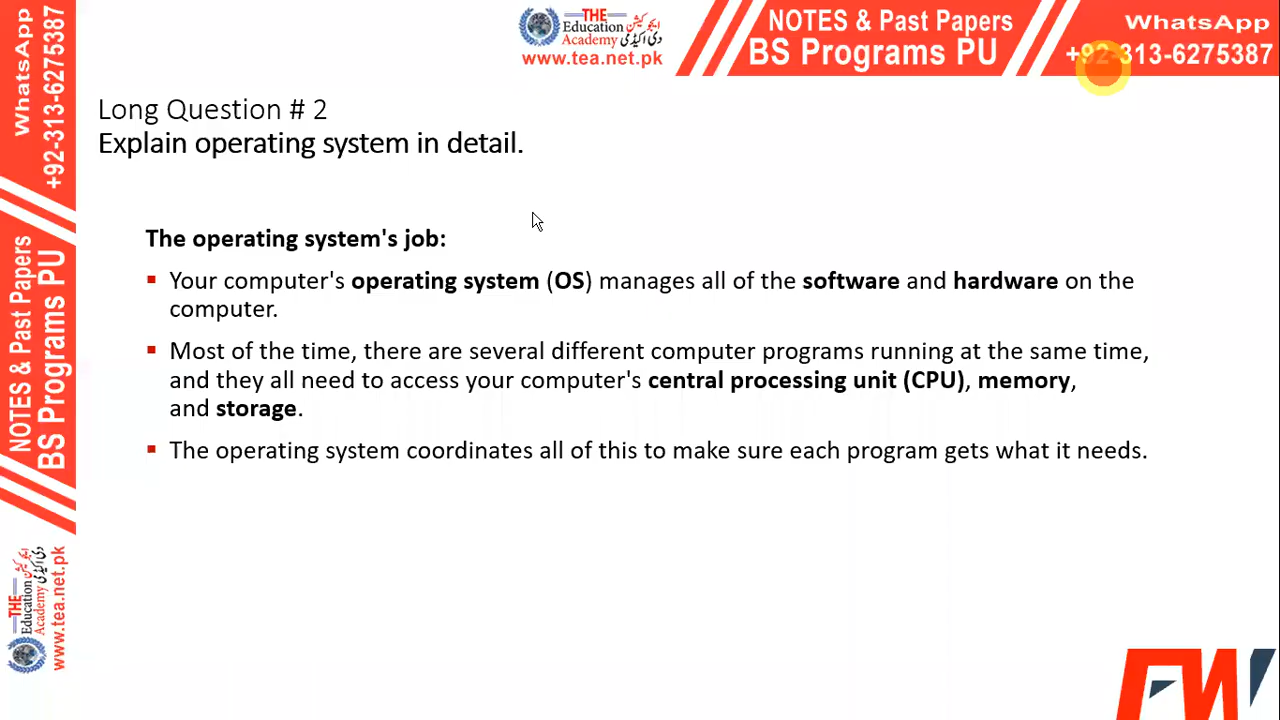 THE
Education
Academy
ایجوکیشن
دی اکیڈمی
www.tea.net.pk
NOTES & Past Papers
BS Programs PU
WhatsApp
+92-313-6275387
WhatsApp
+92-313-6275387
NOTES & Past Papers
BS Programs PU
THE
Education
Academy
ایجوکیشن
دی اکیڈمی
www.tea.net.pk
Long Question # 2
Explain operating system in detail.
The operating system's job:
▪ Your computer's operating system (OS) manages all of the software and hardware on the
computer.
▪ Most of the time, there are several different computer programs running at the same time,
and they all need to access your computer's central processing unit (CPU), memory,
and storage.
▪ The operating system coordinates all of this to make sure each program gets what it needs.